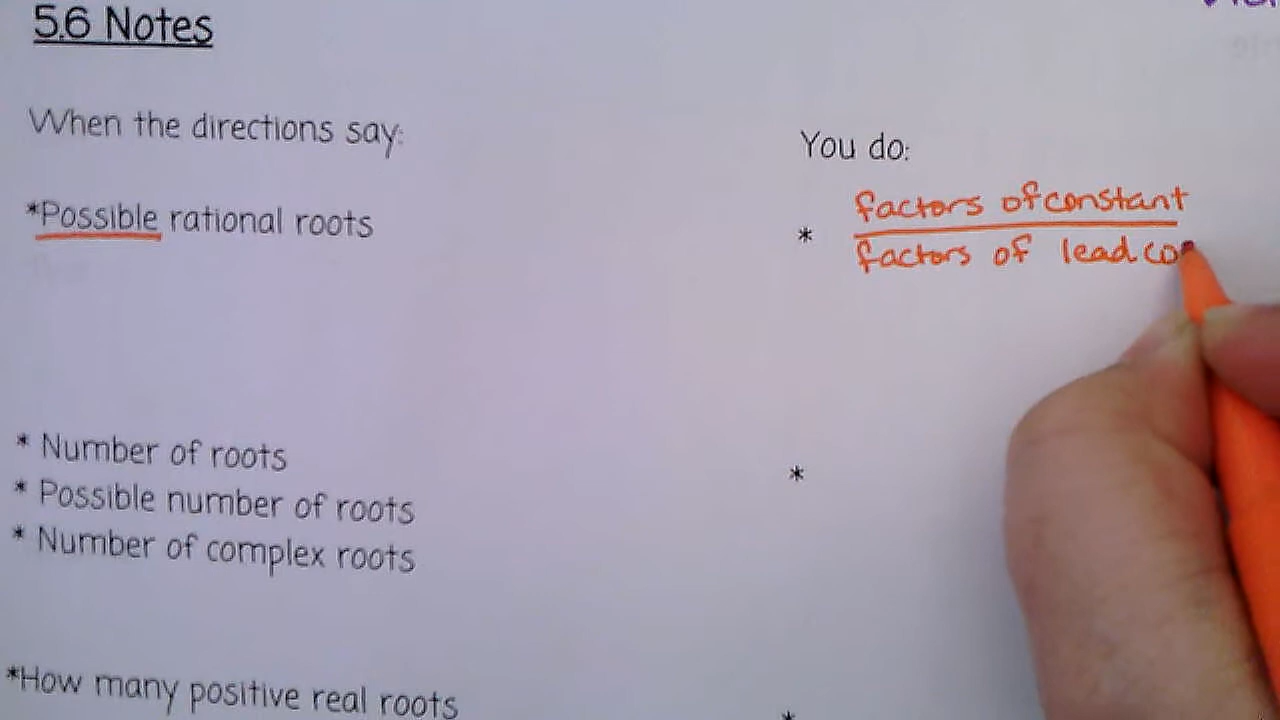 5.6 Notes
When the directions say:
You do:
*Possible rational roots
* factors of constant
factors of lead co
* Number of roots
* Possible number of roots
*
* Number of complex roots
*How many positive real roots
*